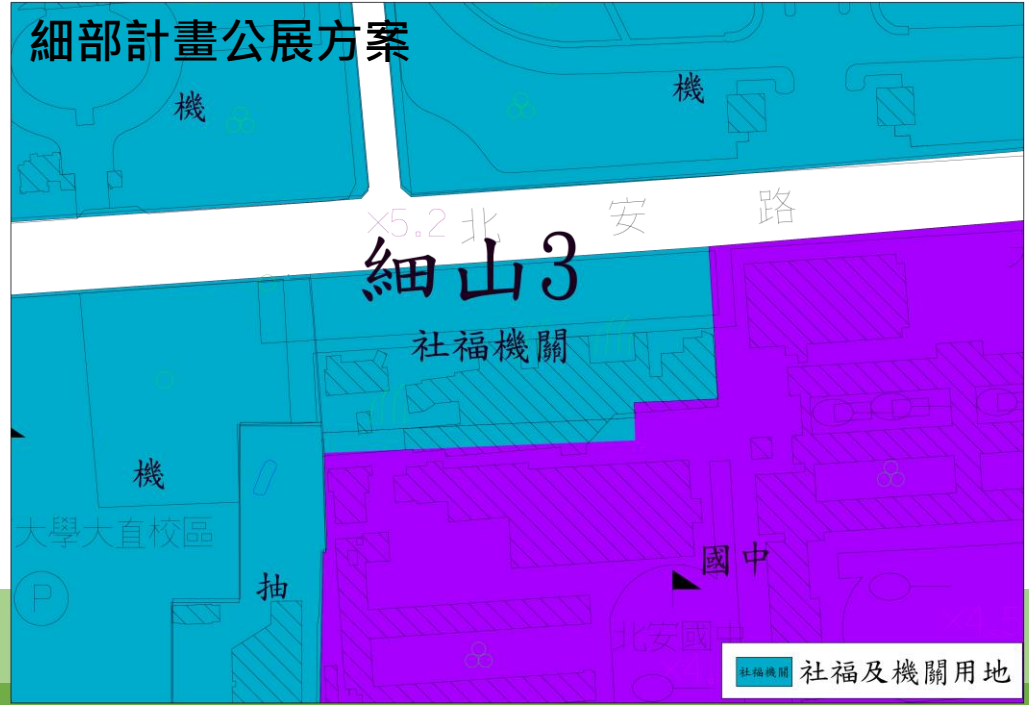 細部計畫公展方案
機
機
×5.2
北安路
細山3
社福機關
機
大學大直校區
抽
國中
P
北安國中
社福機關 社福及機關用地